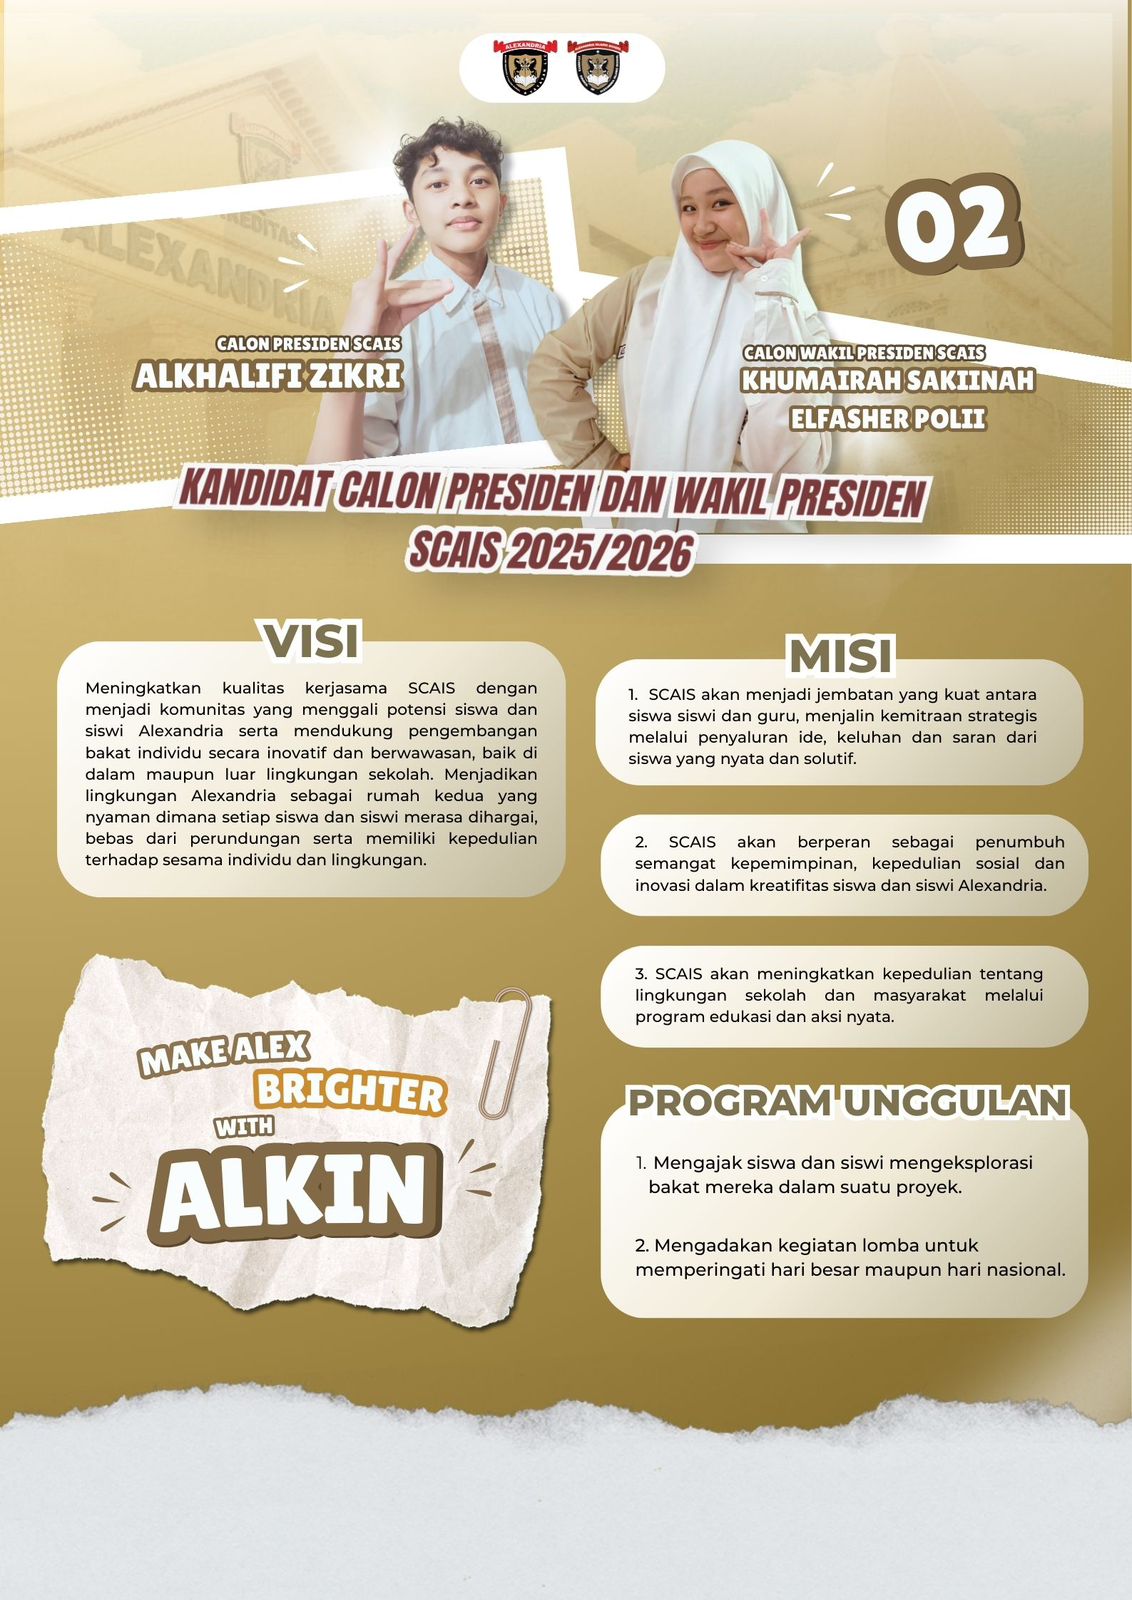 ALEXANDRIA
02
CALON PRESIDEN SCAIS
ALKHALIFI ZIKRI
CALON WAKIL PRESIDEN SCAIS
KHUMAIRAH SAKIINAH
ELFASHER POLII
KANDIDAT CALON PRESIDEN DAN WAKIL PRESIDEN
SCAIS 2025/2026
VISI
Meningkatkan kualitas kerjasama SCAIS dengan
menjadi komunitas yang menggali potensi siswa dan
siswi Alexandria serta mendukung pengembangan
bakat individu secara inovatif dan berwawasan, baik di
dalam maupun luar lingkungan sekolah. Menjadikan
lingkungan Alexandria sebagai rumah kedua yang
nyaman dimana setiap siswa dan siswi merasa dihargai,
bebas dari perundungan serta memiliki kepedulian
terhadap sesama individu dan lingkungan.
MISI
1. SCAIS akan menjadi jembatan yang kuat antara
siswa siswi dan guru, menjalin kemitraan strategis
melalui penyaluran ide, keluhan dan saran dari
siswa yang nyata dan solutif.
2. SCAIS akan berperan sebagai penumbuh
semangat kepemimpinan, kepedulian sosial dan
inovasi dalam kreatifitas siswa dan siswi Alexandria.
3. SCAIS akan meningkatkan kepedulian tentang
lingkungan sekolah dan masyarakat melalui
program edukasi dan aksi nyata.
MAKE ALEX
BRIGHTER
WITH
ALKIN
PROGRAM UNGGULAN
1. Mengajak siswa dan siswi mengeksplorasi
bakat mereka dalam suatu proyek.
2. Mengadakan kegiatan lomba untuk
memperingati hari besar maupun hari nasional.
ALEXANDRIA